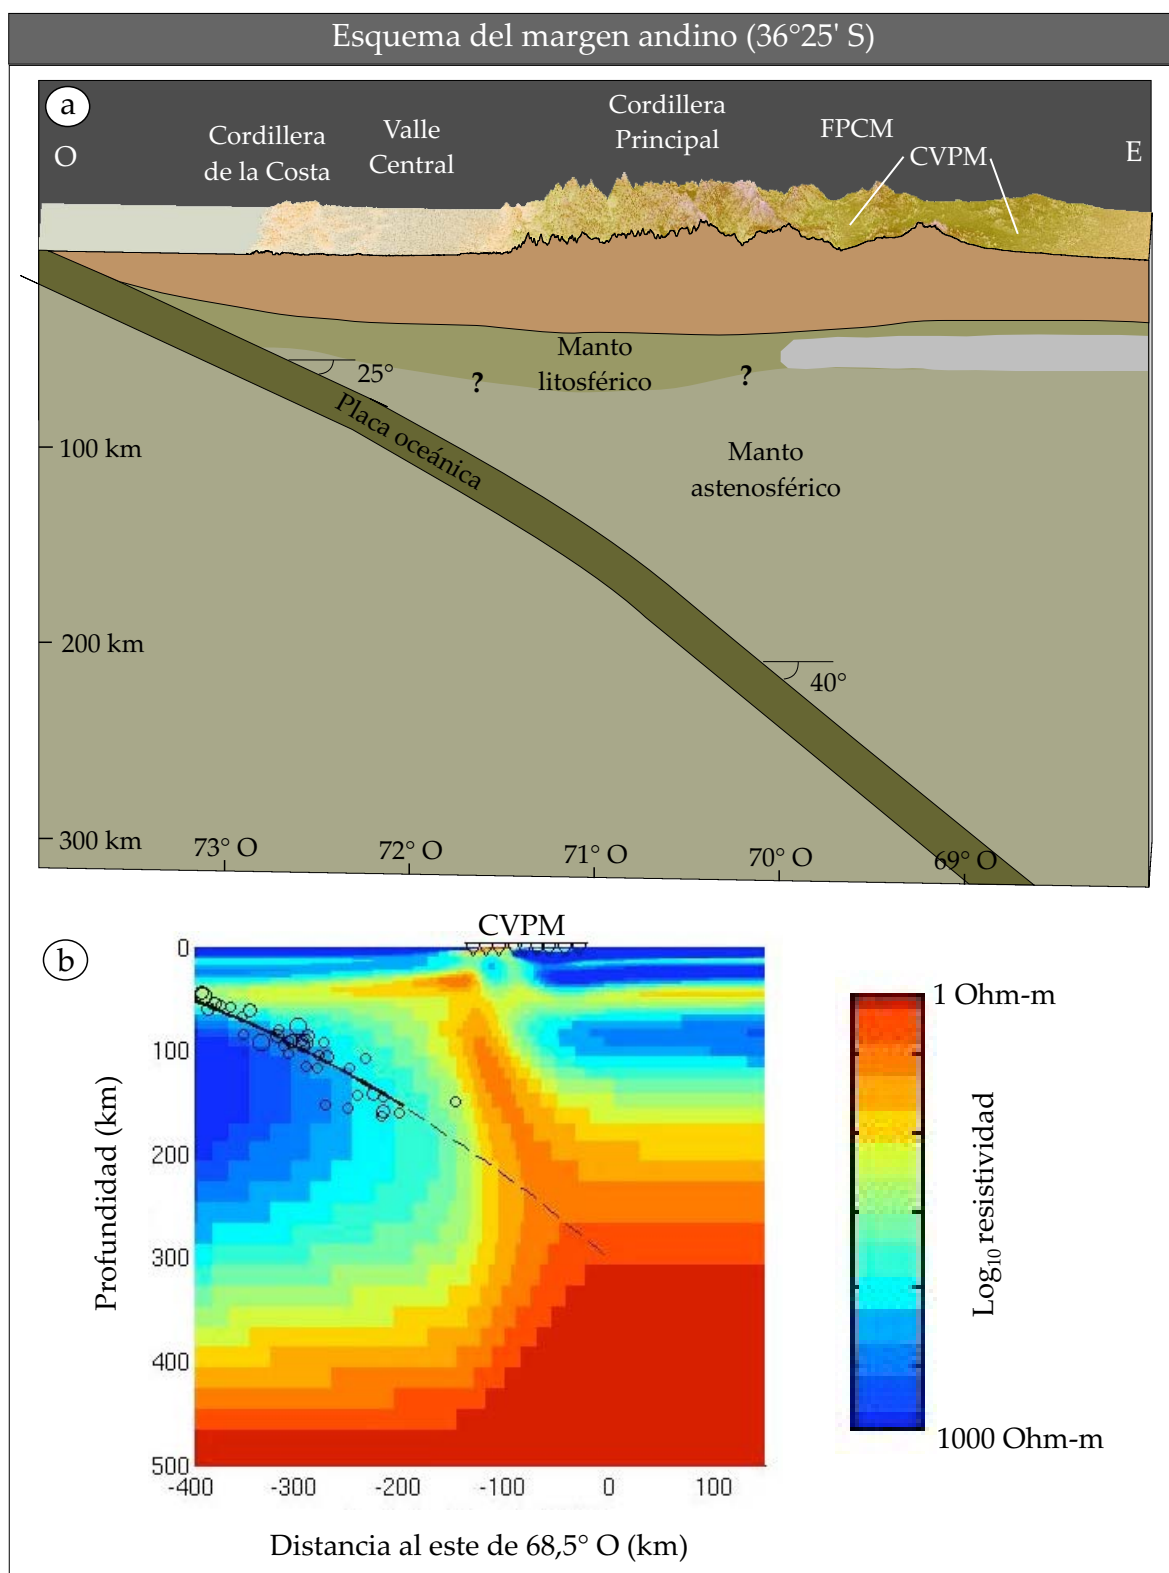 Esquema del margen andino (36°25' S)
a
O
Cordillera
de la Costa
Valle
Central
Cordillera
Principal
FPCM
CVPM
E
Manto
litosférico
25°
?
?
Placa oceánica
100 km
Manto
astenosférico
200 km
40°
300 km
73° O
72° O
71° O
70° O
69° O
b
CVPM
0
100
200
300
400
500
Profundidad (km)
-400
-300
-200
-100
0
100
Distancia al este de 68,5° O (km)
1 Ohm-m
Log10 resistividad
1000 Ohm-m